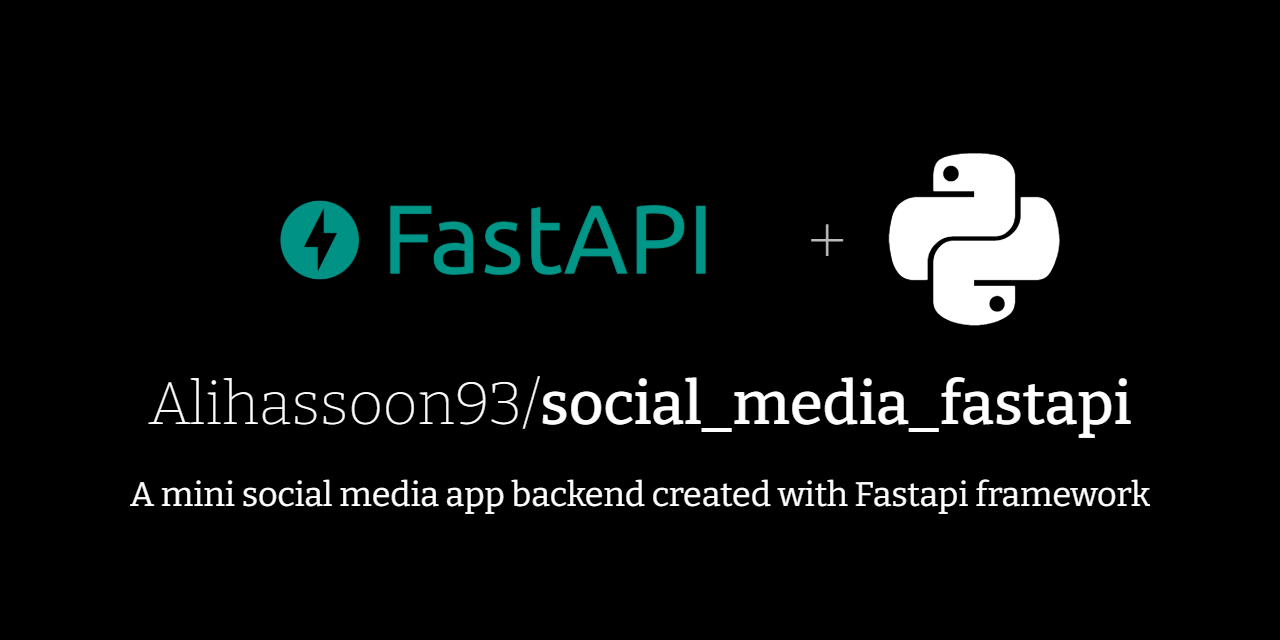 FastAPI +
Alihassoon93/social_media_fastapi
A mini social media app backend created with Fastapi framework